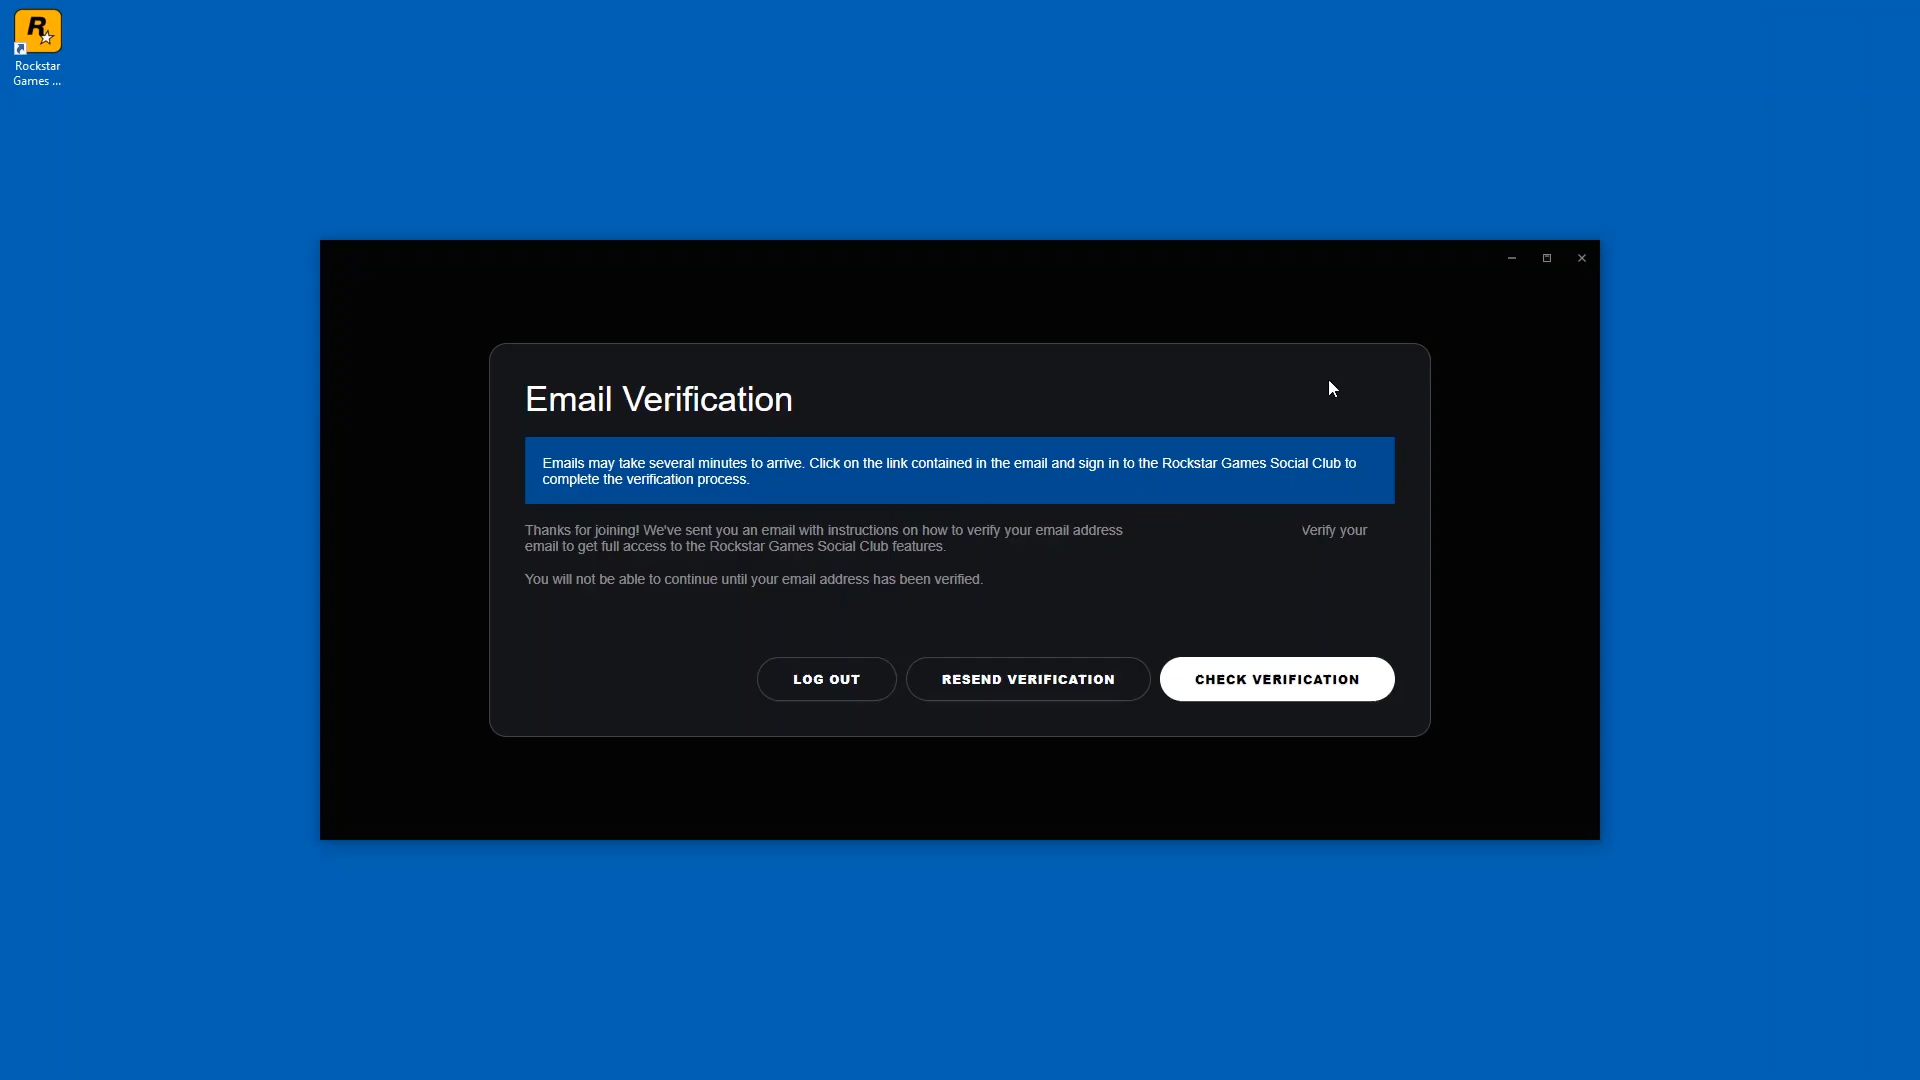 R
Rockstar
Games ...
Email Verification
Emails may take several minutes to arrive. Click on the link contained in the email and sign in to the Rockstar Games Social Club to
complete the verification process.
Thanks for joining! We've sent you an email with instructions on how to verify your email address Verify your
email to get full access to the Rockstar Games Social Club features.
You will not be able to continue until your email address has been verified.
LOG OUT RESEND VERIFICATION CHECK VERIFICATION